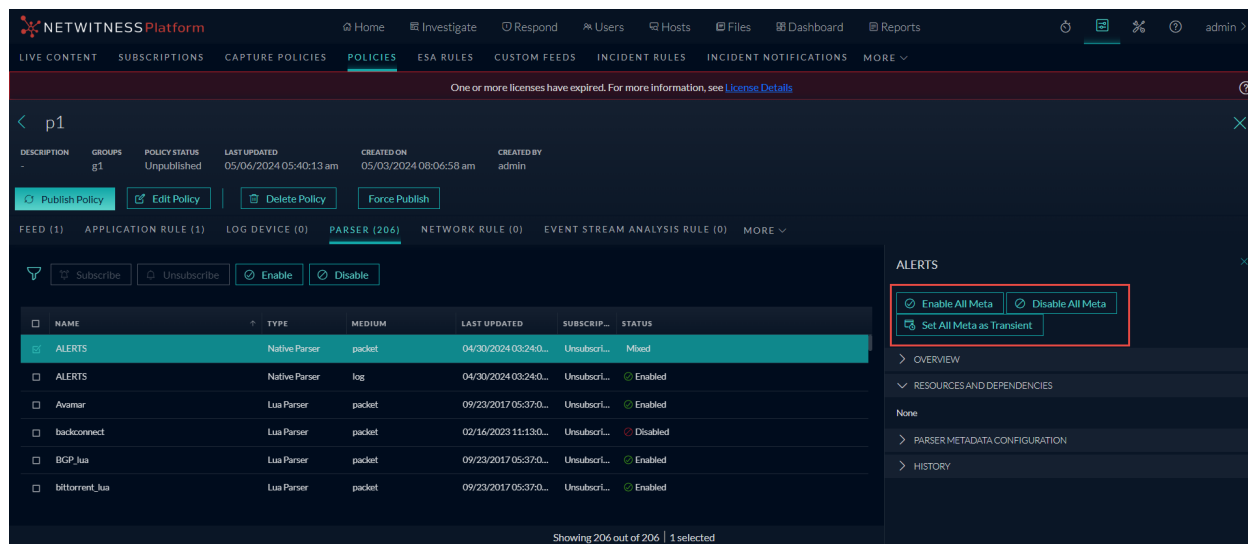 NETWITNESS Platform Home Investigate Respond Users Hosts Files Dashboard Reports admin >
LIVE CONTENT SUBSCRIPTIONS CAPTURE POLICIES POLICIES ESA RULES CUSTOM FEEDS INCIDENT RULES INCIDENT NOTIFICATIONS MORE
One or more licenses have expired. For more information, see License Details
p1
DESCRIPTION GROUPS POLICY STATUS LAST UPDATED CREATED ON CREATED BY
- g1 Unpublished 05/06/2024 05:40:13 am 05/03/2024 08:06:58 am admin
Publish Policy Edit Policy Delete Policy Force Publish
FEED (1) APPLICATION RULE (1) LOG DEVICE (0) PARSER (206) NETWORK RULE (0) EVENT STREAM ANALYSIS RULE (0) MORE
Subscribe Unsubscribe Enable Disable
NAME TYPE MEDIUM LAST UPDATED SUBSCRIP... STATUS
ALERTS Native Parser packet 04/30/2024 03:24:0... Unsubscri... Mixed
ALERTS Native Parser log 04/30/2024 03:24:0... Unsubscri... Enabled
Avamar Lua Parser packet 09/23/2017 05:37:0... Unsubscri... Enabled
backconnect Lua Parser packet 02/16/2023 11:13:0... Unsubscri... Disabled
BGP_lua Lua Parser packet 09/23/2017 05:37:0... Unsubscri... Enabled
bittorrent_lua Lua Parser packet 09/23/2017 05:37:0... Unsubscri... Enabled
Showing 206 out of 206 | 1 selected
ALERTS
Enable All Meta Disable All Meta
Set All Meta as Transient
OVERVIEW
RESOURCES AND DEPENDENCIES
None
PARSER METADATA CONFIGURATION
HISTORY